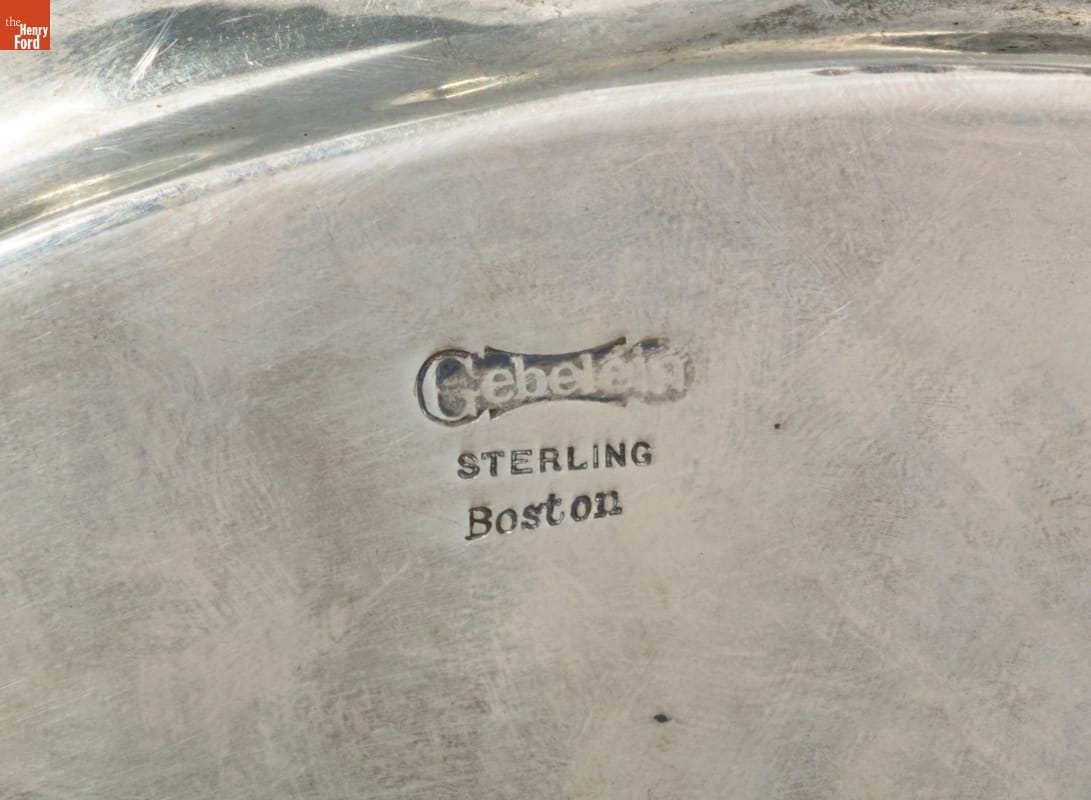 the
Henry
Ford
Gebelein
STERLING
Boston